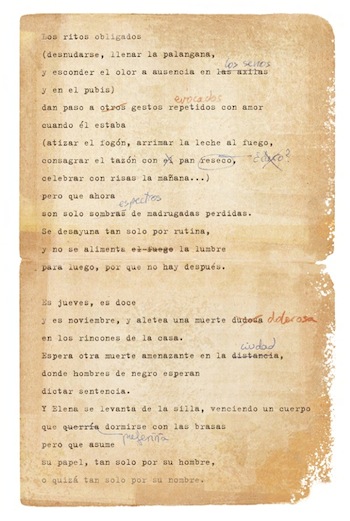 Los ritos obligados
(desnudarse, llenar la palangana,
los senos
y esconder el olor a ausencia en las axilas
y en el pubis)
evocados
dan paso a otros gestos repetidos con amor
cuando él estaba
(atizar el fogón, arrimar la leche al fuego,
consagrar el tazón con pan reseco, ¿duro?
celebrar con risas la mañana...)
pero que ahora
espectros
son solo sombras de madrugadas perdidas.
Se desayuna tan solo por rutina,
y no se alimenta el fuego la lumbre
para luego, por que no hay después.
Es jueves, es doce
y es noviembre, y aletea una muerte dudosa dolorosa
en los rincones de la casa.
ciudad
Espera otra muerte amenazante en la distancia,
donde hombres de negro esperan
dictar sentencia.
Y Elena se levanta de la silla, venciendo un cuerpo
que querría dormirse con las brasas
preferiría
pero que asume
su papel, tan solo por su hombre,
o quizá tan solo por su nombre.